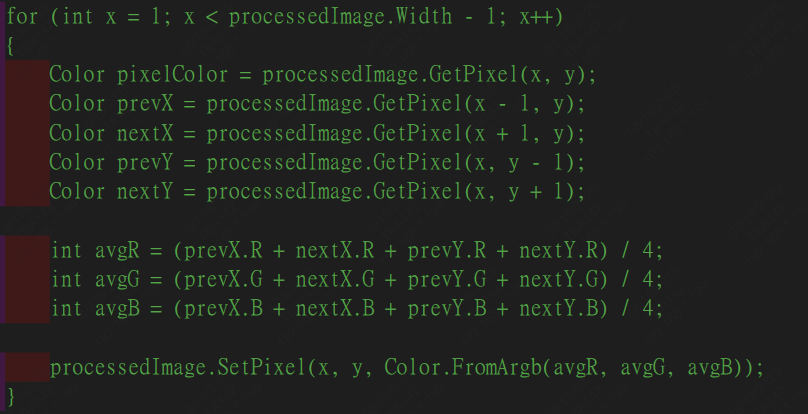 for (int x = 1; x < processedImage.Width - 1; x++)
{
    Color pixelColor = processedImage.GetPixel(x, y);
    Color prevX = processedImage.GetPixel(x - 1, y);
    Color nextX = processedImage.GetPixel(x + 1, y);
    Color prevY = processedImage.GetPixel(x, y - 1);
    Color nextY = processedImage.GetPixel(x, y + 1);

    int avgR = (prevX.R + nextX.R + prevY.R + nextY.R) / 4;
    int avgG = (prevX.G + nextX.G + prevY.G + nextY.G) / 4;
    int avgB = (prevX.B + nextX.B + prevY.B + nextY.B) / 4;

    processedImage.SetPixel(x, y, Color.FromArgb(avgR, avgG, avgB));
}